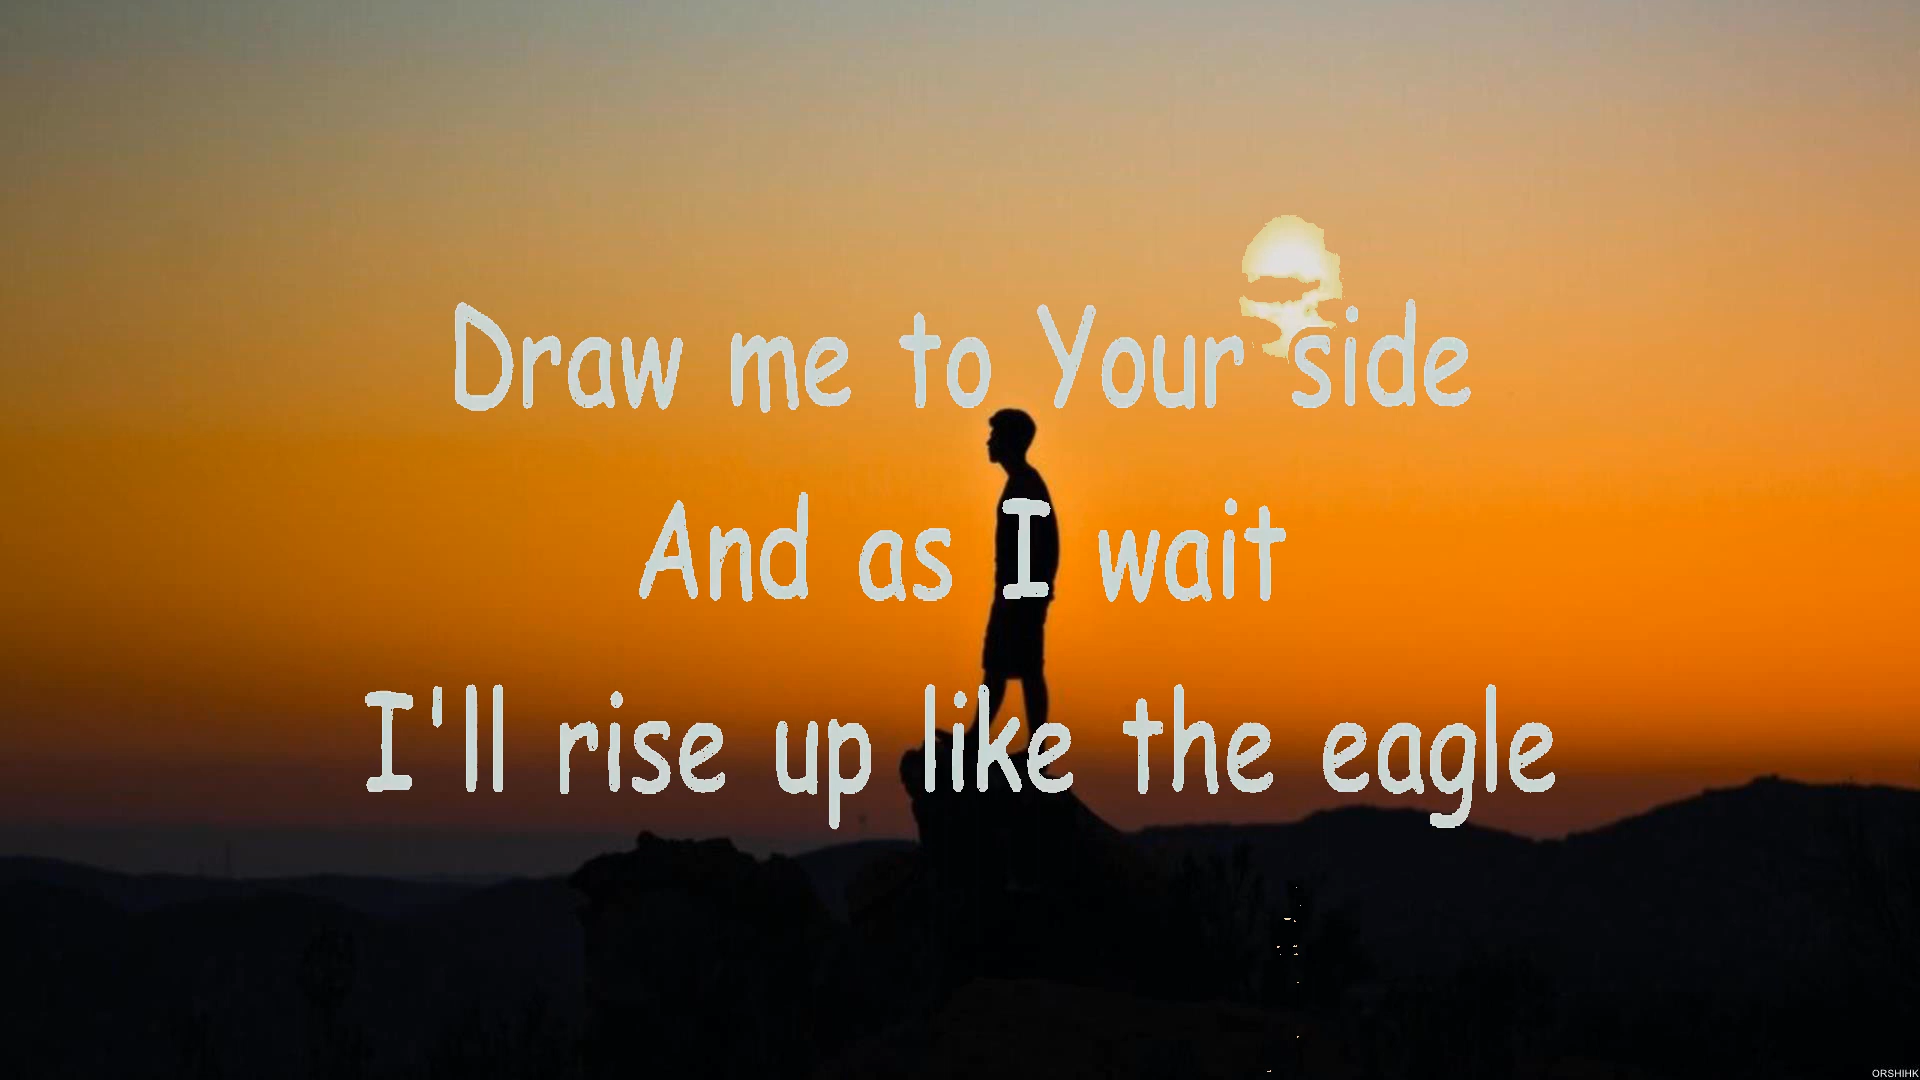 Draw me to Your side
And as I wait
I'll rise up like the eagle
ORSHIHK